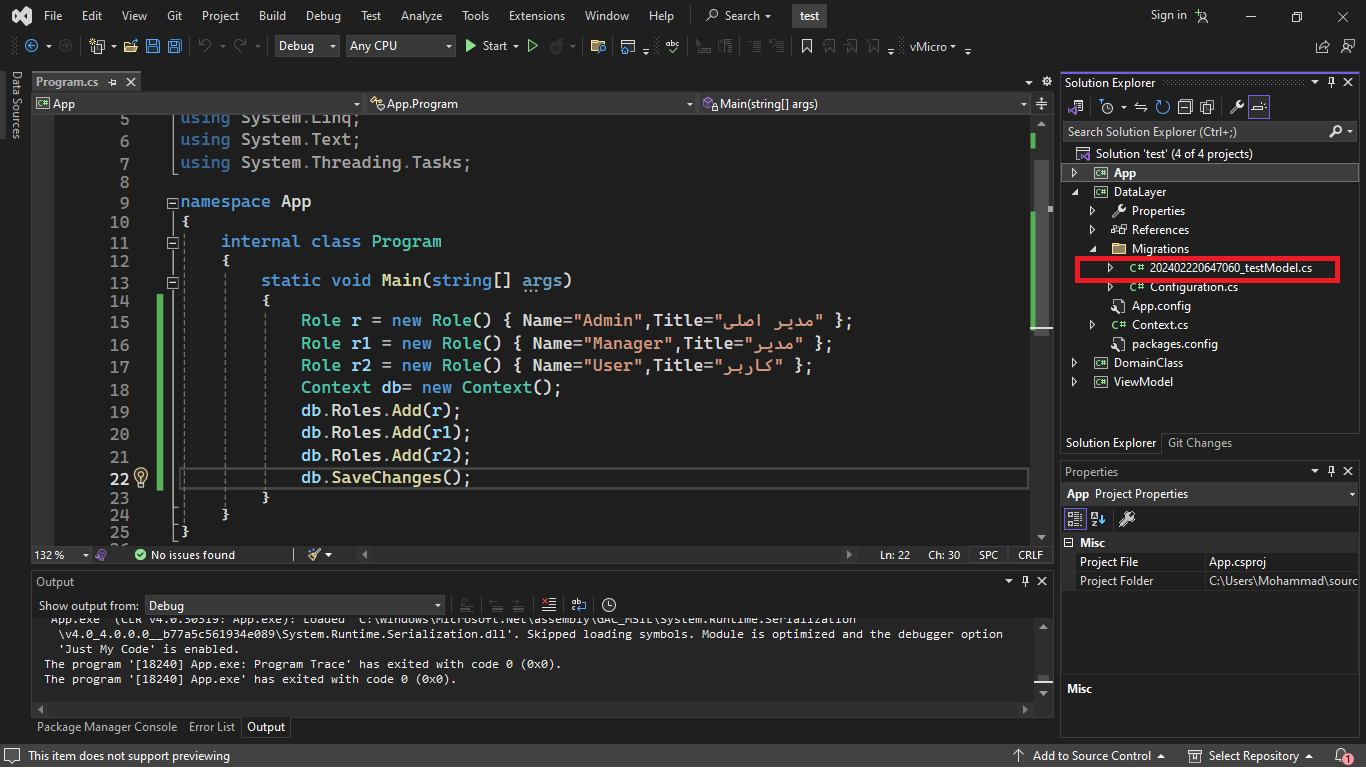 File Edit View Git Project Build Debug Test Analyze Tools Extensions Window Help Search test Sign in
Debug Any CPU Start vMicro
Data Sources
Program.cs
App App.Program Main(string[] args)
5 using System.Linq;
6 using System.Text;
7 using System.Threading.Tasks;
8
9 namespace App
10 {
11 internal class Program
12 {
13 static void Main(string[] args)
14 {
15 Role r = new Role() { Name="Admin",Title="مدیر اصلی" };
16 Role r1 = new Role() { Name="Manager",Title="مدیر" };
17 Role r2 = new Role() { Name="User",Title="کاربر" };
18 Context db= new Context();
19 db.Roles.Add(r);
20 db.Roles.Add(r1);
21 db.Roles.Add(r2);
22 db.SaveChanges();
23 }
24 }
25 }
132 % No issues found Ln: 22 Ch: 30 SPC CRLF
Output
Show output from: Debug
'App.exe' (CLR v4.0.30319: App.exe): Loaded 'C:\Windows\Microsoft.Net\assembly\GAC_MSIL\System.Runtime.Serialization
\v4.0_4.0.0.0__b77a5c561934e089\System.Runtime.Serialization.dll'. Skipped loading symbols. Module is optimized and the debugger option
'Just My Code' is enabled.
The program '[18240] App.exe: Program Trace' has exited with code 0 (0x0).
The program '[18240] App.exe' has exited with code 0 (0x0).
Package Manager Console Error List Output
Solution Explorer
Search Solution Explorer (Ctrl+;)
Solution 'test' (4 of 4 projects)
App
DataLayer
Properties
References
Migrations
202402220647060_testModel.cs
Configuration.cs
App.config
Context.cs
packages.config
DomainClass
ViewModel
Solution Explorer Git Changes
Properties
App Project Properties
Misc
Project File App.csproj
Project Folder C:\Users\Mohammad\sourc
Misc
This item does not support previewing Add to Source Control Select Repository 1